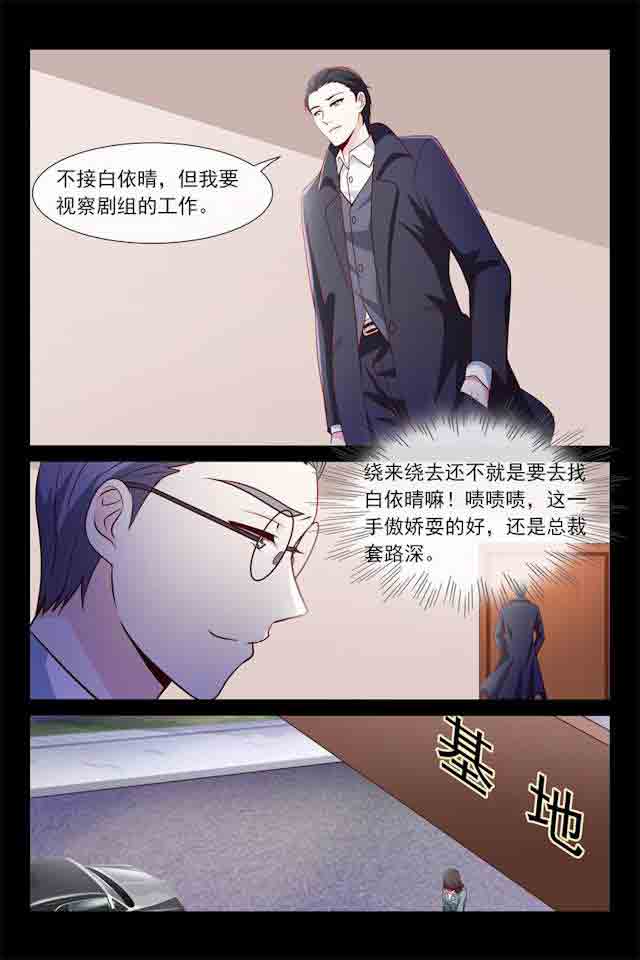 不接白依晴，但我要
视察剧组的工作。
绕来绕去还不就是要去找
白依晴嘛！啧啧啧，这一
手傲娇耍的好，还是总裁
套路深。
基地